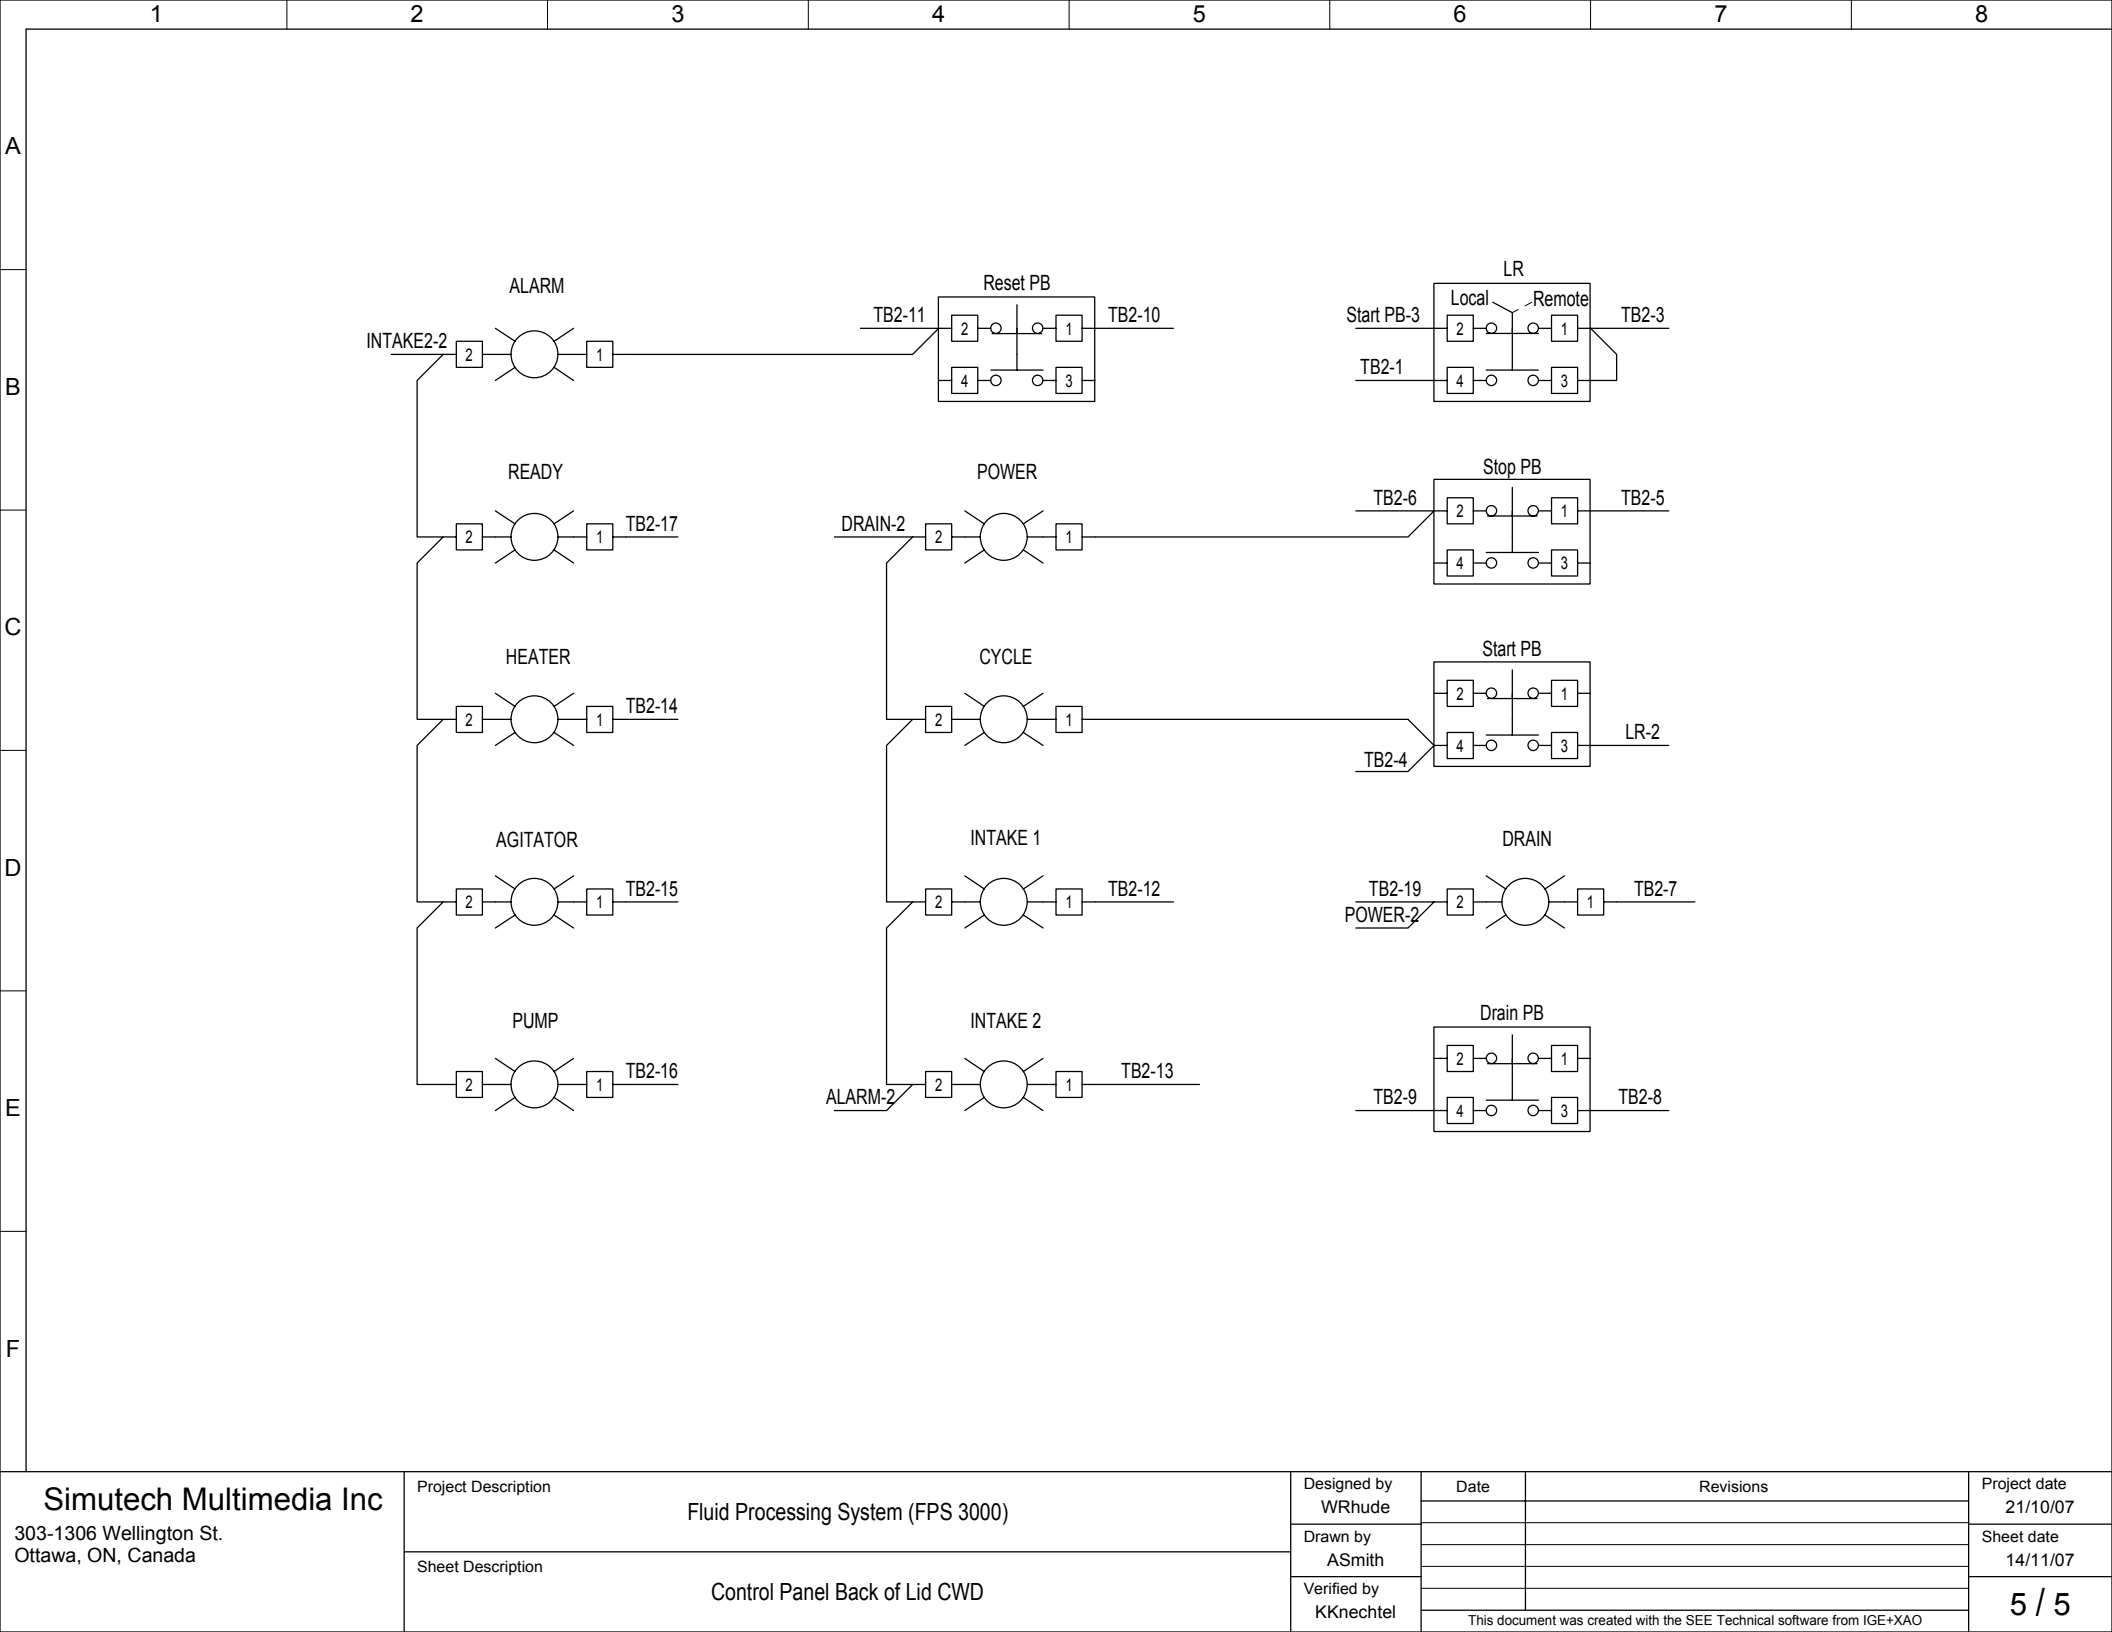 1 2 3 4 5 6 7 8
A
B
C
D
E
F
ALARM
INTAKE2-2
2 1
READY
2 1 TB2-17
HEATER
2 1 TB2-14
AGITATOR
2 1 TB2-15
PUMP
2 1 TB2-16
Reset PB
TB2-11 2 1 TB2-10
4 3
POWER
DRAIN-2 2 1
CYCLE
2 1
INTAKE 1
2 1 TB2-12
INTAKE 2
2 1 TB2-13
ALARM-2
LR
Local Remote
Start PB-3 2 1 TB2-3
TB2-1 4 3
Stop PB
TB2-6 2 1 TB2-5
4 3
Start PB
2 1
4 3 LR-2
TB2-4
DRAIN
TB2-19 2 1 TB2-7
POWER-2
Drain PB
2 1
TB2-9 4 3 TB2-8
Simutech Multimedia Inc
303-1306 Wellington St.
Ottawa, ON, Canada
Project Description
Fluid Processing System (FPS 3000)
Sheet Description
Control Panel Back of Lid CWD
Designed by
WRhude
Drawn by
ASmith
Verified by
KKnechtel
Date Revisions
This document was created with the SEE Technical software from IGE+XAO
Project date
21/10/07
Sheet date
14/11/07
5 / 5